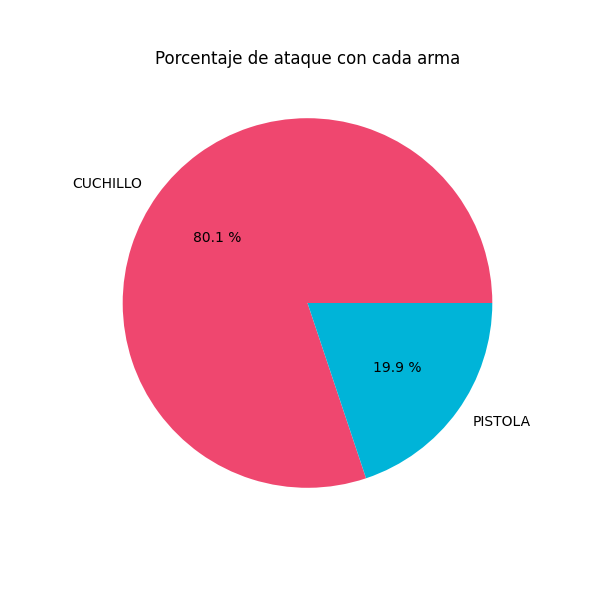 Porcentaje de ataque con cada arma
CUCHILLO
80.1 %
19.9 %
PISTOLA